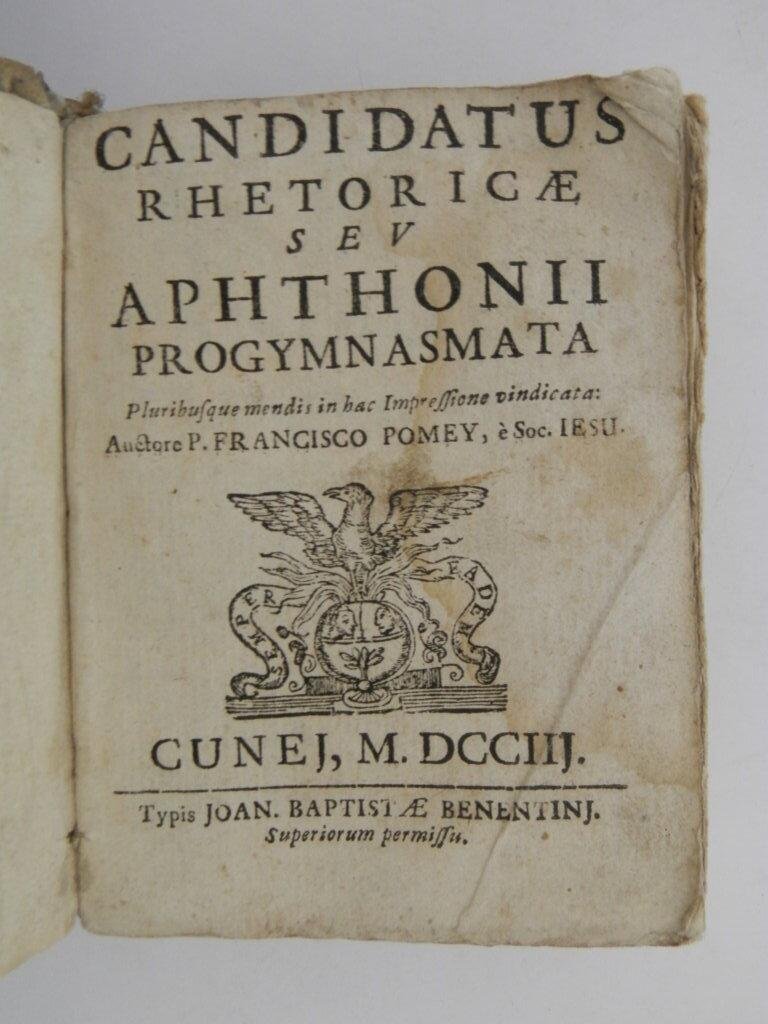 CANDIDATUS
RHETORICÆ
SEV
APHTHONII
PROGYMNASMATA
Pluribuſque mendis in hac Impreſſione vindicata:
Auctore P. FRANCISCO POMEY, è Soc. IESU.
SEMPER
EADEM
CUNEJ, M. DCCIIJ.
Typis JOAN. BAPTISTÆ BENENTINJ.
Superiorum permiſſu.